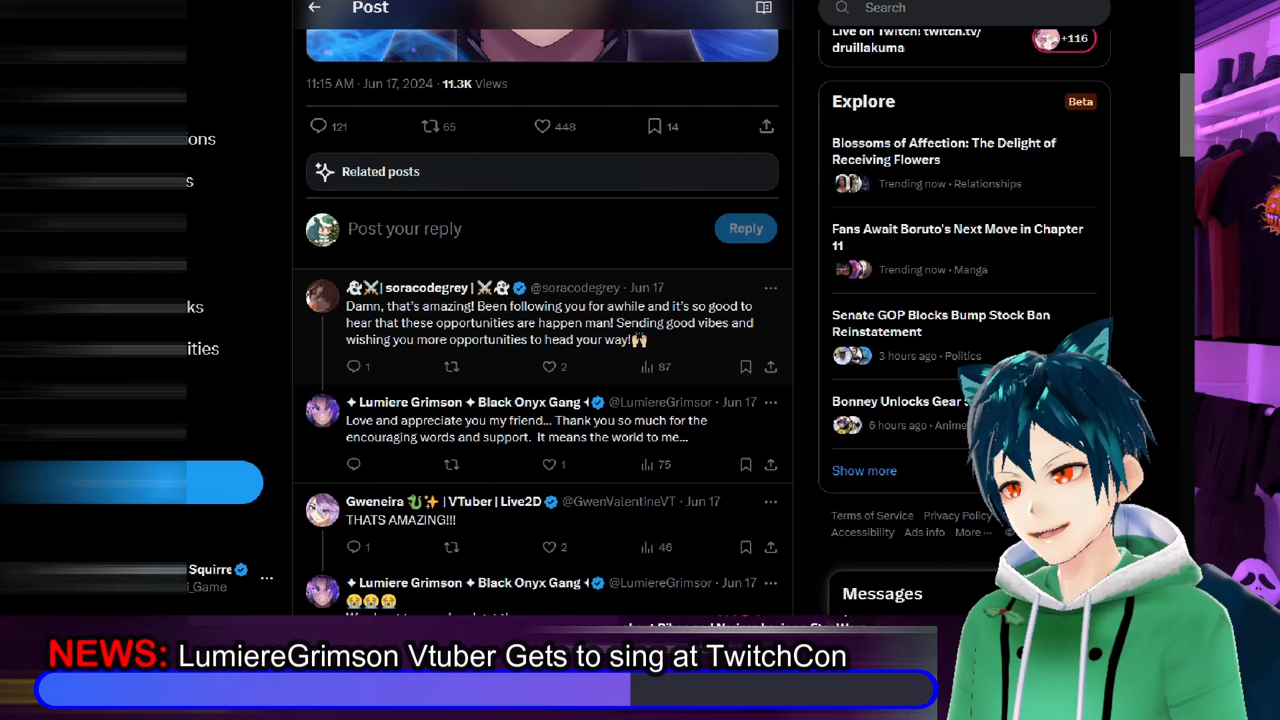 Post
Search
Live on Twitch! twitch.tv/
druillakuma
+116
11:15 AM · Jun 17, 2024 · 11.3K Views
Explore
Beta
Blossoms of Affection: The Delight of
Receiving Flowers
Trending now · Relationships
121
65
448
14
ions
Related posts
s
Post your reply
Reply
Fans Await Boruto's Next Move in Chapter
11
Trending now · Manga
soracodegrey | @soracodegrey · Jun 17
Damn, that's amazing! Been following you for awhile and it's so good to
hear that these opportunities are happen man! Sending good vibes and
wishing you more opportunities to head your way!🙌🏻
1
2
87
ks
ities
Senate GOP Blocks Bump Stock Ban
Reinstatement
3 hours ago · Politics
✦ Lumiere Grimson ✦ Black Onyx Gang @LumiereGrimsor · Jun 17
Love and appreciate you my friend... Thank you so much for the
encouraging words and support. It means the world to me...
1
75
Bonney Unlocks Gear
6 hours ago · Anime
Show more
Gweneira 🐉✨ | VTuber | Live2D @GwenValentineVT · Jun 17
THATS AMAZING!!!
1
2
46
Terms of Service Privacy Policy
Accessibility Ads info More ···
Squirre
i_Game
✦ Lumiere Grimson ✦ Black Onyx Gang @LumiereGrimsor · Jun 17
😭😭😭
Messages
NEWS: LumiereGrimson Vtuber Gets to sing at TwitchCon